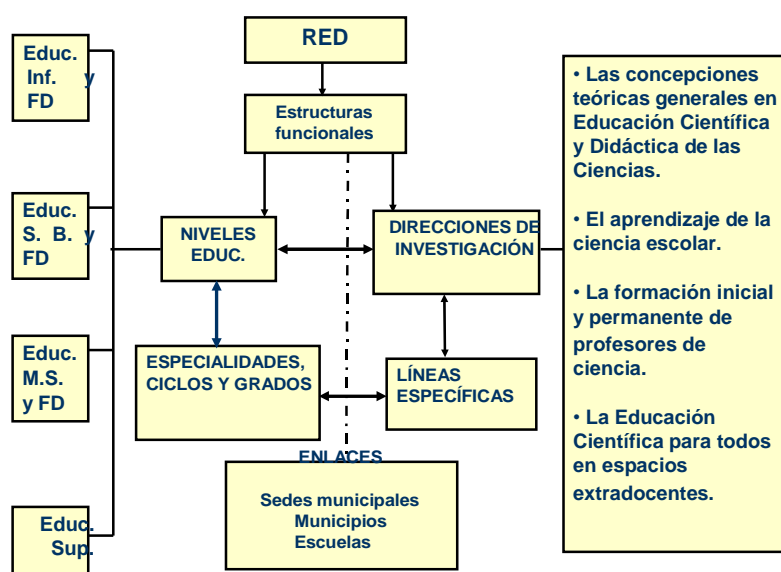 RED
Estructuras
funcionales
Educ.
Inf. y
FD
Educ.
S. B. y
FD
Educ.
M.S.
y FD
Educ.
Sup.
NIVELES
EDUC.
DIRECCIONES DE
INVESTIGACIÓN
ESPECIALIDADES,
CICLOS Y GRADOS
LÍNEAS
ESPECÍFICAS
ENLACES
Sedes municipales
Municipios
Escuelas
• Las concepciones
teóricas generales en
Educación Científica
y Didáctica de las
Ciencias.
• El aprendizaje de la
ciencia escolar.
• La formación inicial
y permanente de
profesores de
ciencia.
• La Educación
Científica para todos
en espacios
extradocentes.